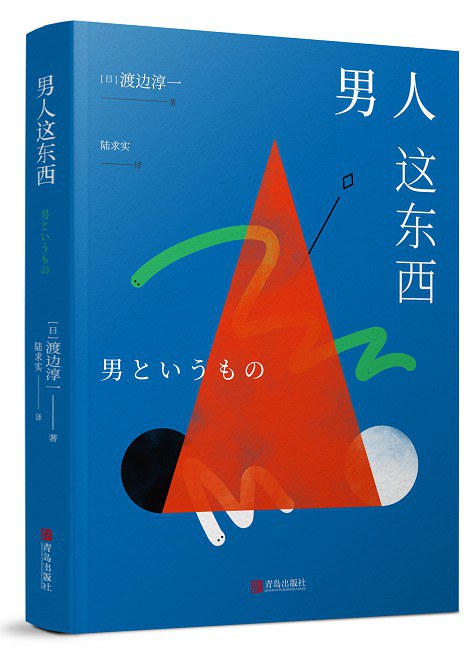 男人这东西
男というもの
［日］渡边淳一 著
陆求实 译
青岛出版社
［日］渡边淳一
著
陆求实
译
男人
这东西
男というもの
青岛出版社